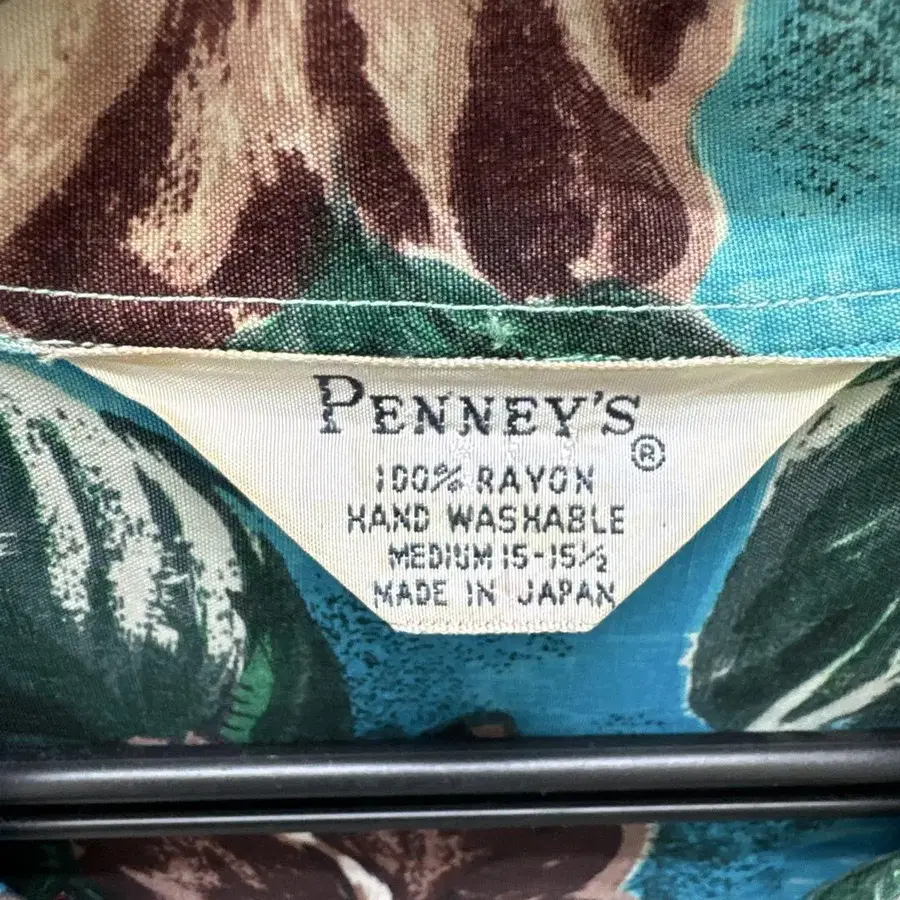 PENNEY'S®
100% RAYON
HAND WASHABLE
MEDIUM 15-15½
MADE IN JAPAN